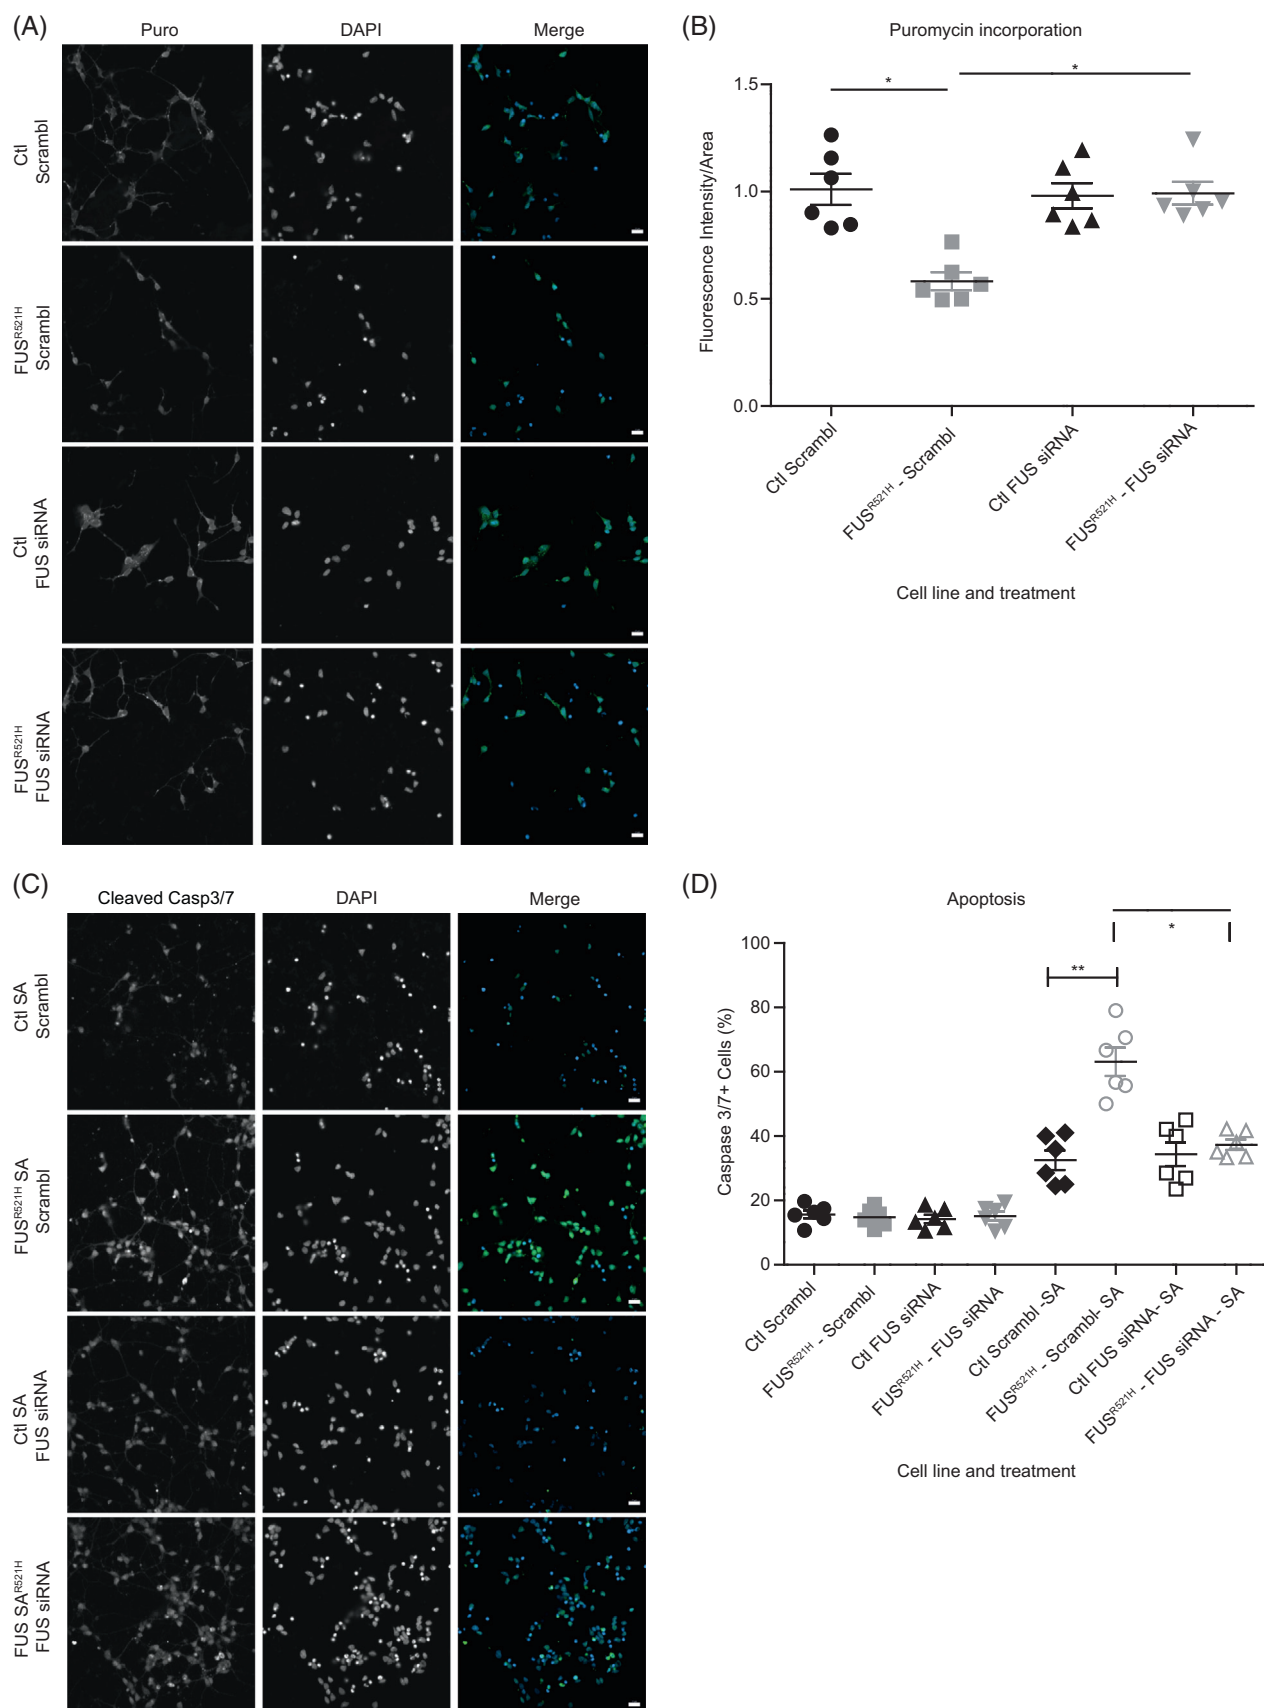 (A)
Puro DAPI Merge
Ctl
Scrambl
FUSᴿ⁵²¹ᴴ
Scrambl
Ctl
FUS siRNA
FUSᴿ⁵²¹ᴴ
FUS siRNA
(B)
Puromycin incorporation
* *
Fluorescence Intensity/Area
1.5
1.0
0.5
0.0
Ctl Scrambl
FUSᴿ⁵²¹ᴴ - Scrambl
Ctl FUS siRNA
FUSᴿ⁵²¹ᴴ - FUS siRNA
Cell line and treatment
(C)
Cleaved Casp3/7 DAPI Merge
Ctl SA
Scrambl
FUSᴿ⁵²¹ᴴ SA
Scrambl
Ctl SA
FUS siRNA
FUS SAᴿ⁵²¹ᴴ
FUS siRNA
(D)
Apoptosis
*
**
Caspase 3/7+ Cells (%)
100
80
60
40
20
0
Ctl Scrambl
FUSᴿ⁵²¹ᴴ - Scrambl
Ctl FUS siRNA
FUSᴿ⁵²¹ᴴ - FUS siRNA
Ctl Scrambl -SA
FUSᴿ⁵²¹ᴴ - Scrambl- SA
Ctl FUS siRNA- SA
FUSᴿ⁵²¹ᴴ - FUS siRNA - SA
Cell line and treatment